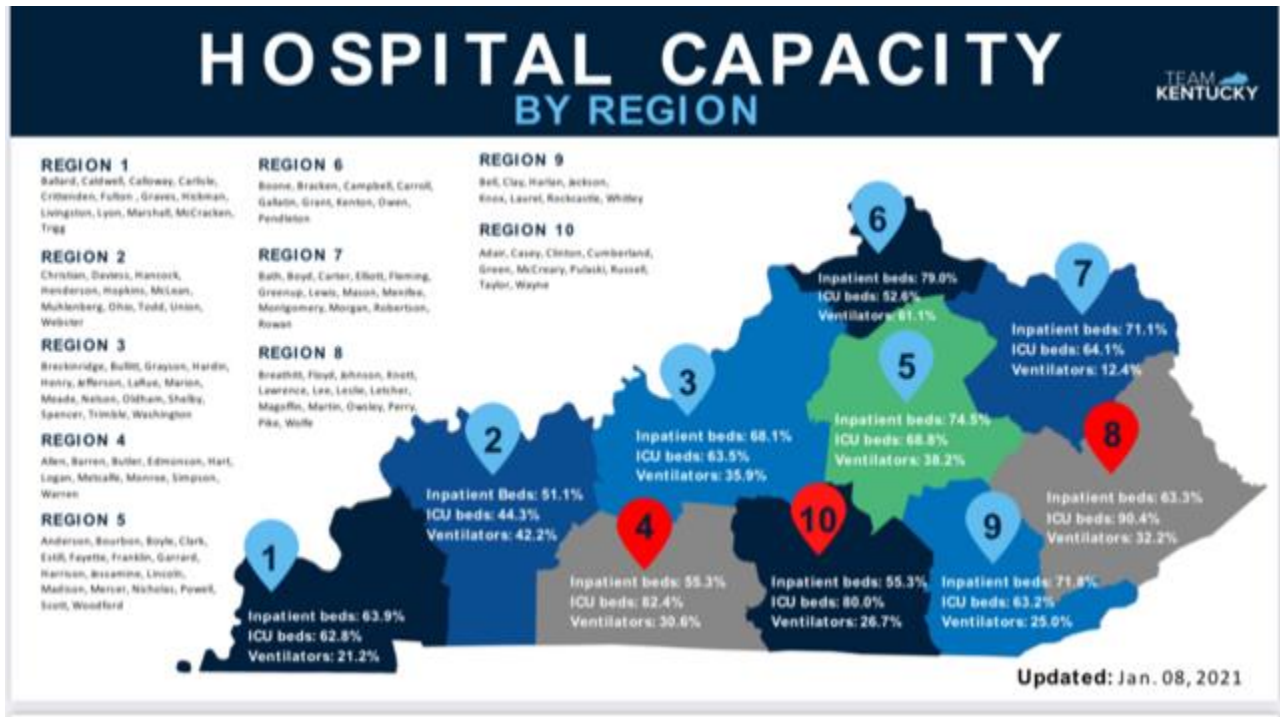 HOSPITAL CAPACITY
BY REGION
TEAM
KENTUCKY
REGION 1
Ballard, Caldwell, Calloway, Carlisle,
Crittenden, Fulton , Graves, Hickman,
Livingston, Lyon, Marshall, McCracken,
Trigg
REGION 2
Christian, Daviess, Hancock,
Henderson, Hopkins, McLean,
Muhlenberg, Ohio, Todd, Union,
Webster
REGION 3
Breckinridge, Bullitt, Grayson, Hardin,
Henry, Jefferson, LaRue, Marion,
Meade, Nelson, Oldham, Shelby,
Spencer, Trimble, Washington
REGION 4
Allen, Barren, Butler, Edmonson, Hart,
Logan, Metcalfe, Monroe, Simpson,
Warren
REGION 5
Anderson, Bourbon, Boyle, Clark,
Estill, Fayette, Franklin, Garrard,
Harrison, Jessamine, Lincoln,
Madison, Mercer, Nicholas, Powell,
Scott, Woodford
REGION 6
Boone, Bracken, Campbell, Carroll,
Gallatin, Grant, Kenton, Owen,
Pendleton
REGION 7
Bath, Boyd, Carter, Elliott, Fleming,
Greenup, Lewis, Mason, Menifee,
Montgomery, Morgan, Robertson,
Rowan
REGION 8
Breathitt, Floyd, Johnson, Knott,
Lawrence, Lee, Leslie, Letcher,
Magoffin, Martin, Owsley, Perry,
Pike, Wolfe
REGION 9
Bell, Clay, Harlan, Jackson,
Knox, Laurel, Rockcastle, Whitley
REGION 10
Adair, Casey, Clinton, Cumberland,
Green, McCreary, Pulaski, Russell,
Taylor, Wayne
6
Inpatient beds: 79.0%
ICU beds: 52.6%
Ventilators: 61.1%
7
Inpatient beds: 71.1%
ICU beds: 64.1%
Ventilators: 12.4%
5
Inpatient beds: 74.5%
ICU beds: 68.8%
Ventilators: 38.2%
3
Inpatient beds: 68.1%
ICU beds: 63.5%
Ventilators: 35.9%
2
Inpatient Beds: 51.1%
ICU beds: 44.3%
Ventilators: 42.2%
8
Inpatient beds: 63.3%
ICU beds: 90.4%
Ventilators: 32.2%
1
Inpatient beds: 63.9%
ICU beds: 62.8%
Ventilators: 21.2%
4
Inpatient beds: 55.3%
ICU beds: 82.4%
Ventilators: 30.6%
10
Inpatient beds: 55.3%
ICU beds: 80.0%
Ventilators: 26.7%
9
Inpatient beds: 71.8%
ICU beds: 63.2%
Ventilators: 25.0%
Updated: Jan. 08, 2021